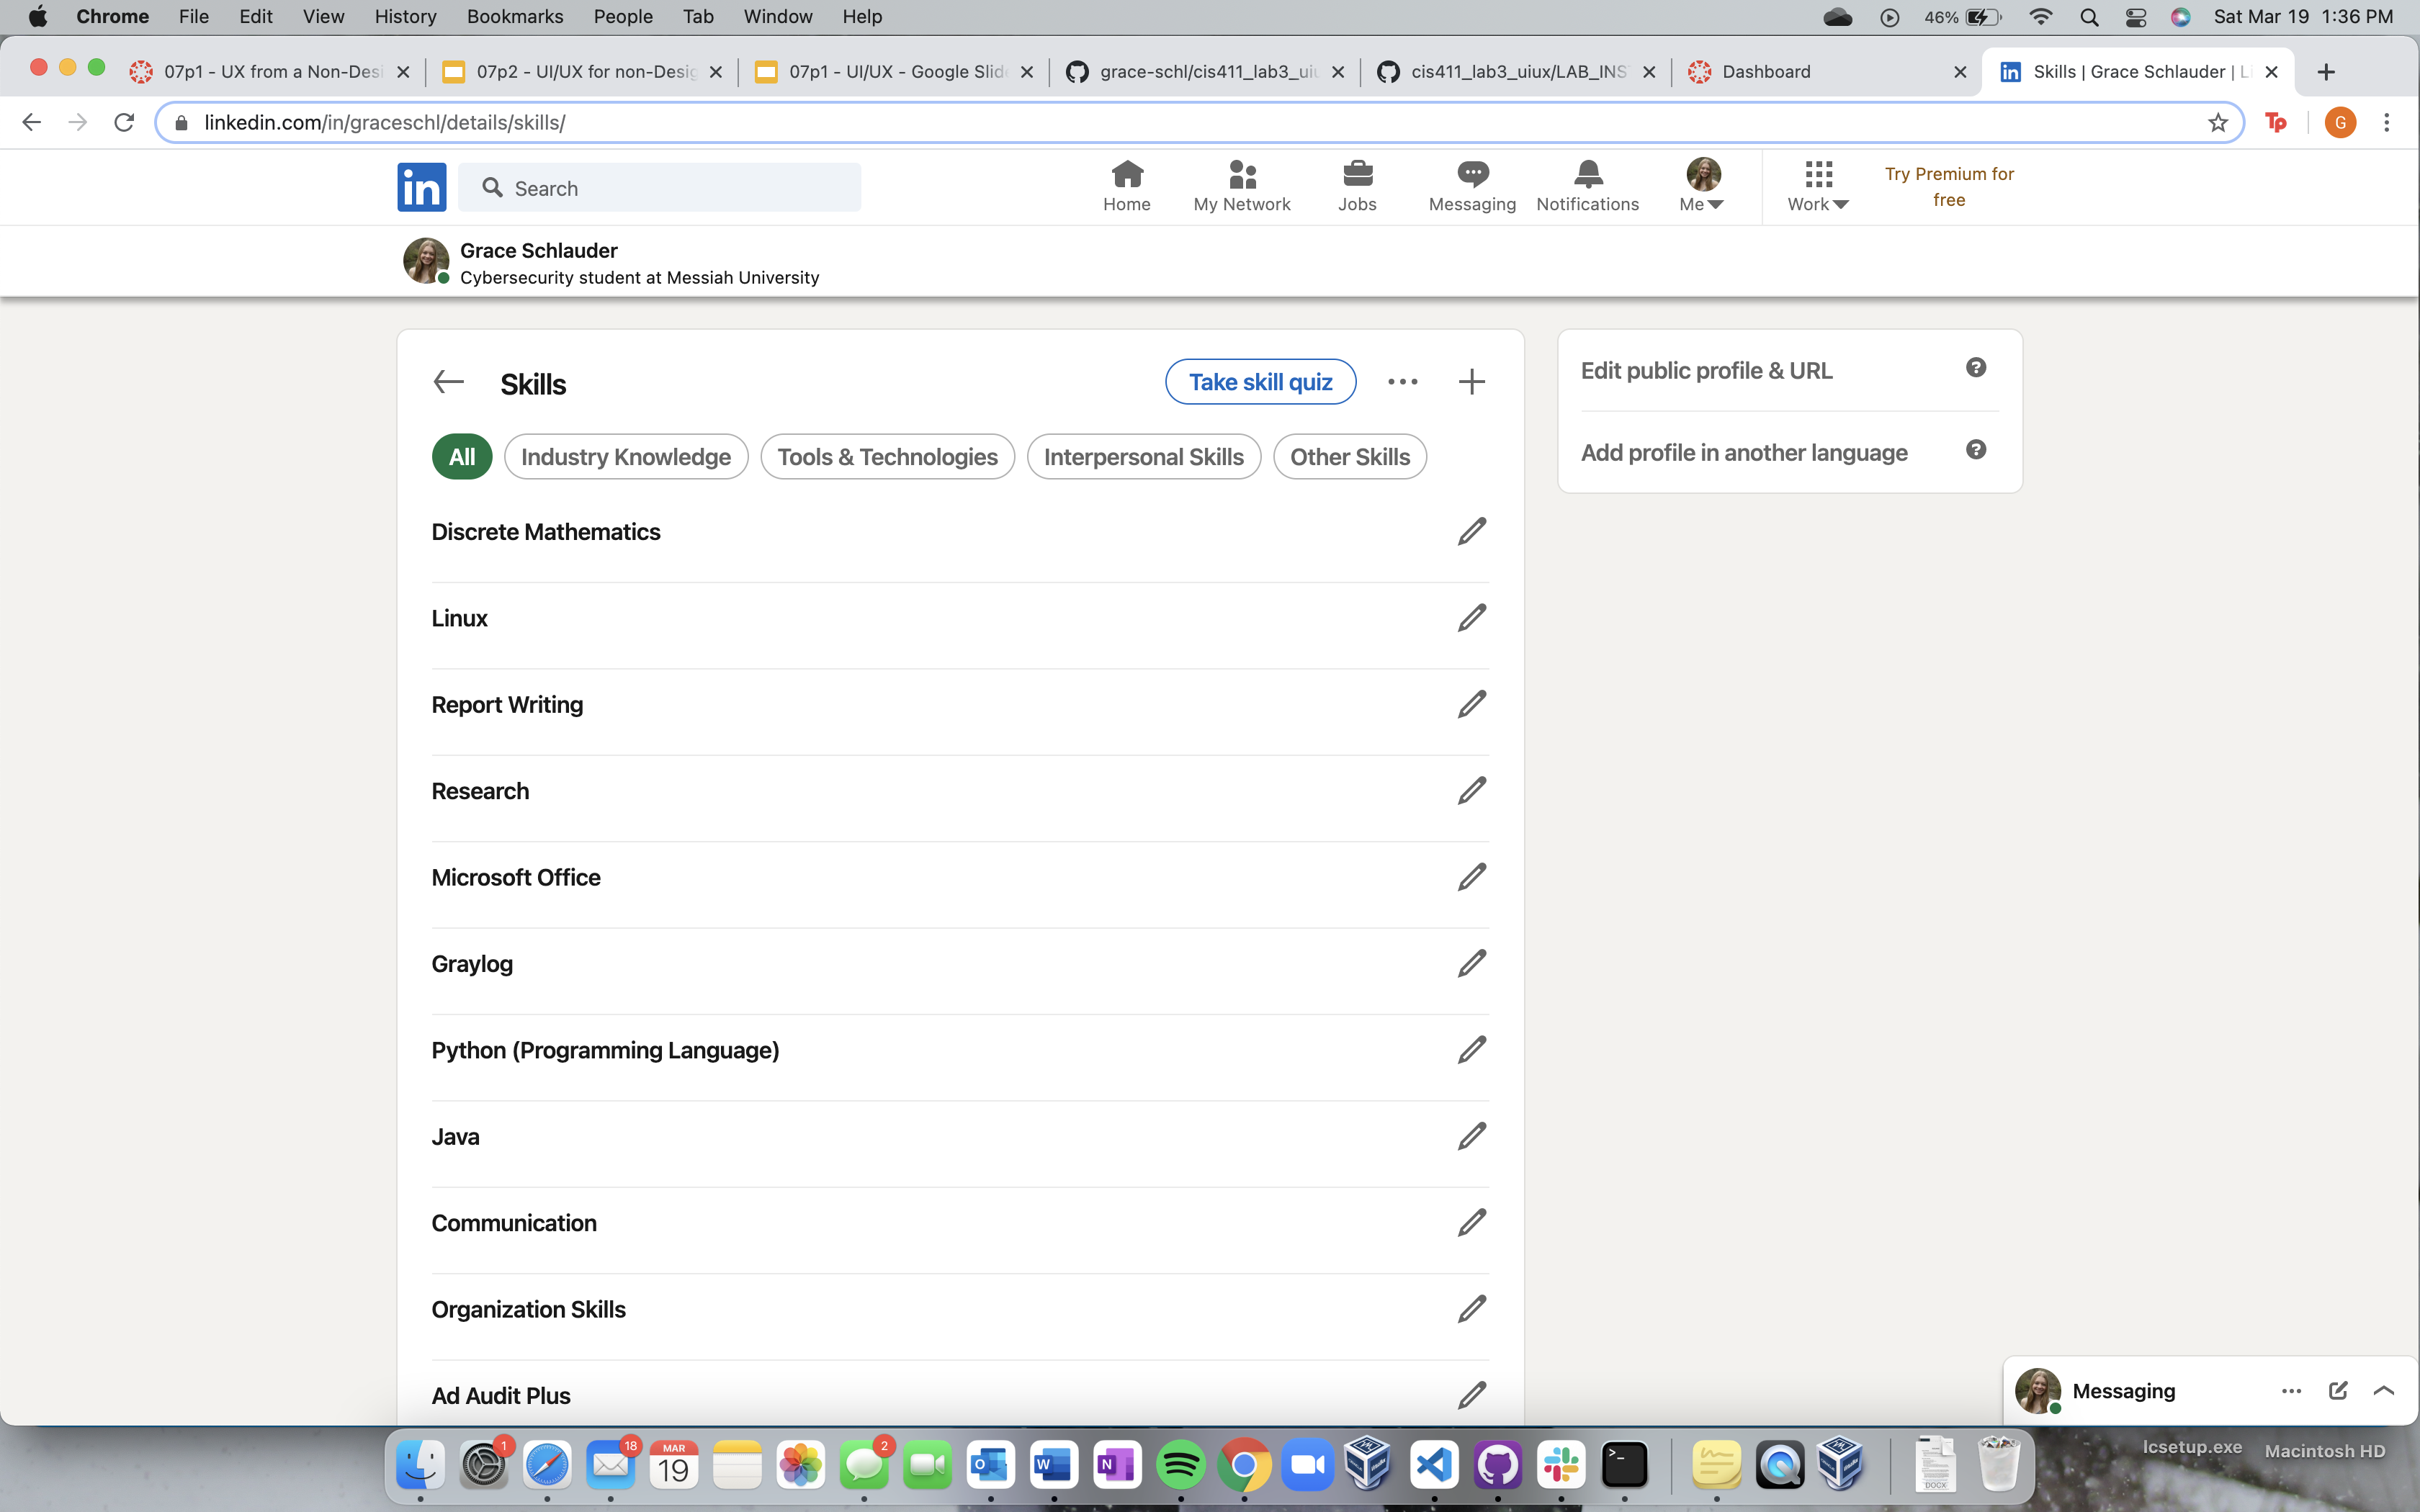 Chrome File Edit View History Bookmarks People Tab Window Help 46% Sat Mar 19 1:36 PM
07p1 - UX from a Non-Desi 07p2 - UI/UX for non-Desig 07p1 - UI/UX - Google Slid grace-schl/cis411_lab3_ui cis411_lab3_uiux/LAB_INS Dashboard Skills | Grace Schlauder | L
linkedin.com/in/graceschl/details/skills/ Tp G
in Search Home My Network Jobs Messaging Notifications Me Work Try Premium for
free
Grace Schlauder
Cybersecurity student at Messiah University
Skills Take skill quiz
All Industry Knowledge Tools & Technologies Interpersonal Skills Other Skills
Discrete Mathematics
Linux
Report Writing
Research
Microsoft Office
Graylog
Python (Programming Language)
Java
Communication
Organization Skills
Ad Audit Plus
Edit public profile & URL
Add profile in another language
Messaging
1 18 MAR
19 2
lcsetup.exe Macintosh HD
DOCX